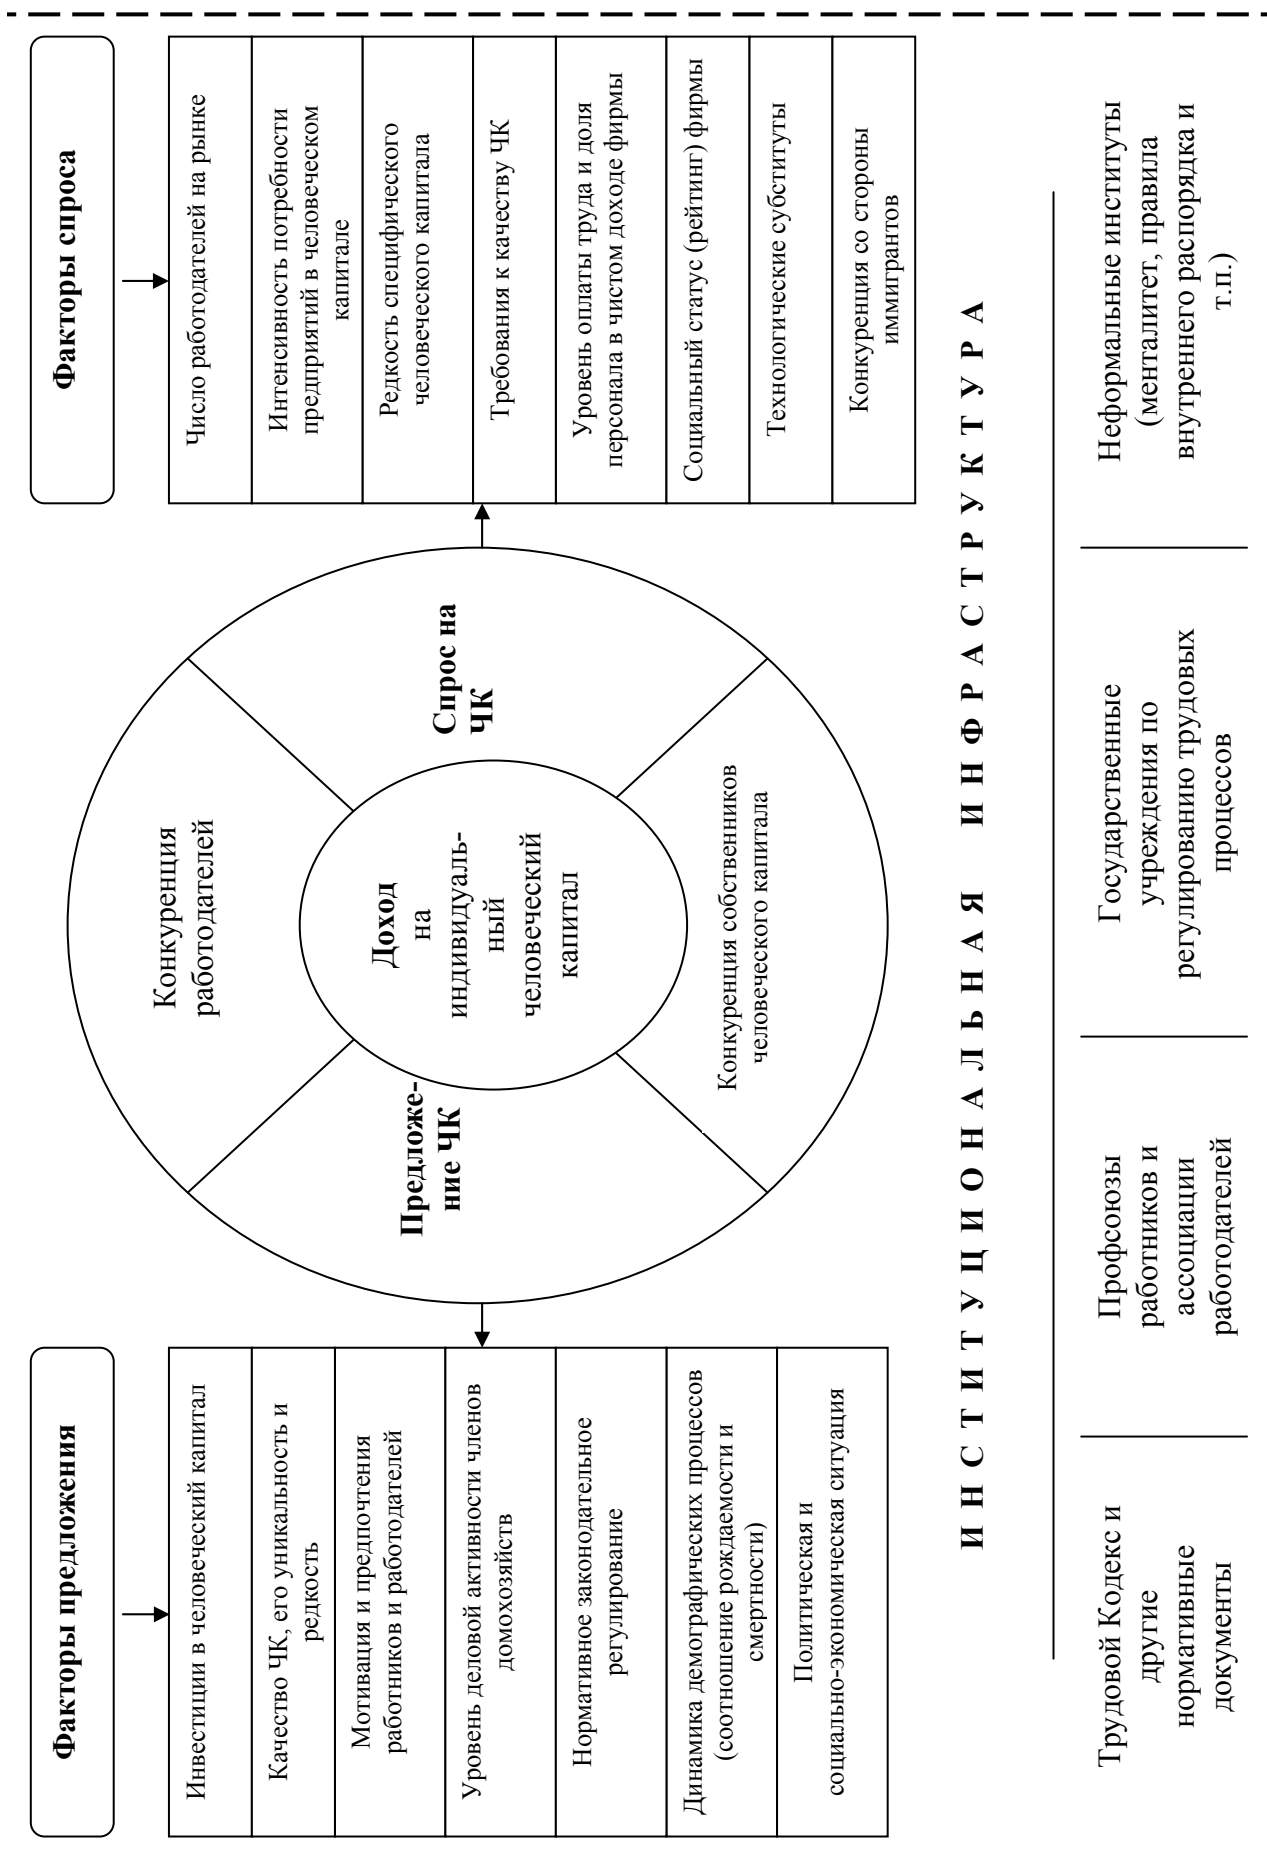 Факторы предложения
Инвестиции в человеческий капитал
Качество ЧК, его уникальность и
редкость
Мотивация и предпочтения
работников и работодателей
Уровень деловой активности членов
домохозяйств
Нормативное законодательное
регулирование
Динамика демографических процессов
(соотношение рождаемости и
смертности)
Политическая и
социально-экономическая ситуация
Конкуренция
работодателей
Предложе-
ние ЧК
Доход
на
индивидуаль-
ный
человеческий
капитал
Спрос на
ЧК
Конкуренция собственников
человеческого капитала
Факторы спроса
Число работодателей на рынке
Интенсивность потребности
предприятий в человеческом
капитале
Редкость специфического
человеческого капитала
Требования к качеству ЧК
Уровень оплаты труда и доля
персонала в чистом доходе фирмы
Социальный статус (рейтинг) фирмы
Технологические субституты
Конкуренция со стороны
иммигрантов
ИНСТИТУЦИОНАЛЬНАЯ ИНФРАСТРУКТУРА
Трудовой Кодекс и
другие
нормативные
документы
Профсоюзы
работников и
ассоциации
работодателей
Государственные
учреждения по
регулированию трудовых
процессов
Неформальные институты
(менталитет, правила
внутреннего распорядка и
т.п.)